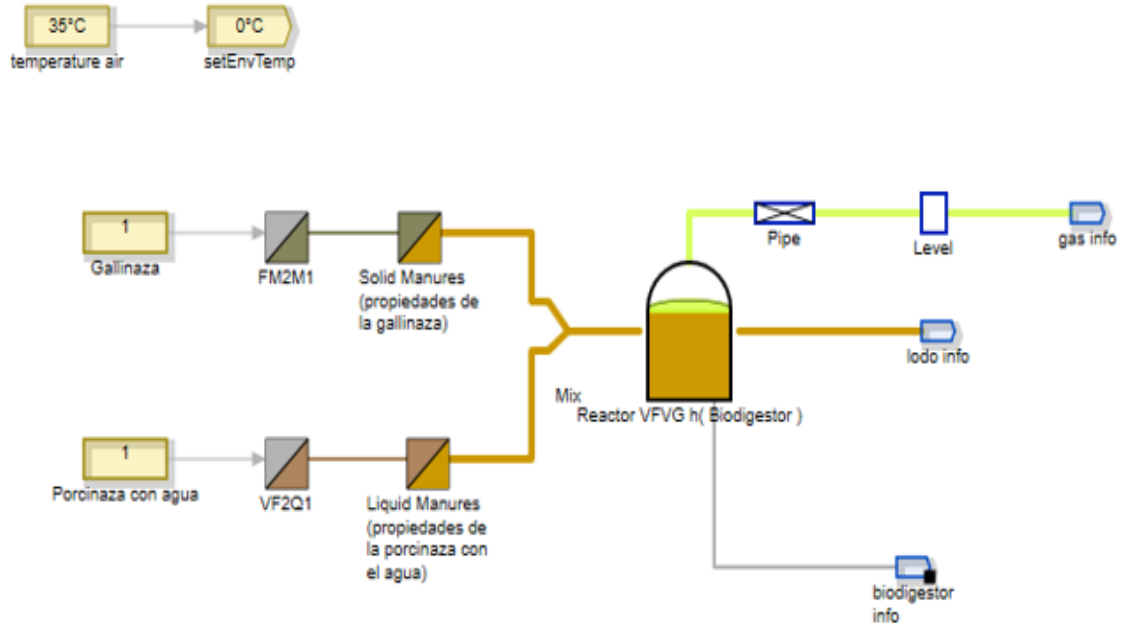 35°C
0°C
temperature air
setEnvTemp
1
Gallinaza
FM2M1
Solid Manures
(propiedades de
la gallinaza)
Pipe
Level
gas info
lodo info
Mix
Reactor VFVG h( Biodigestor )
1
Porcinaza con agua
VF2Q1
Liquid Manures
(propiedades de
la porcinaza con
el agua)
biodigestor
info